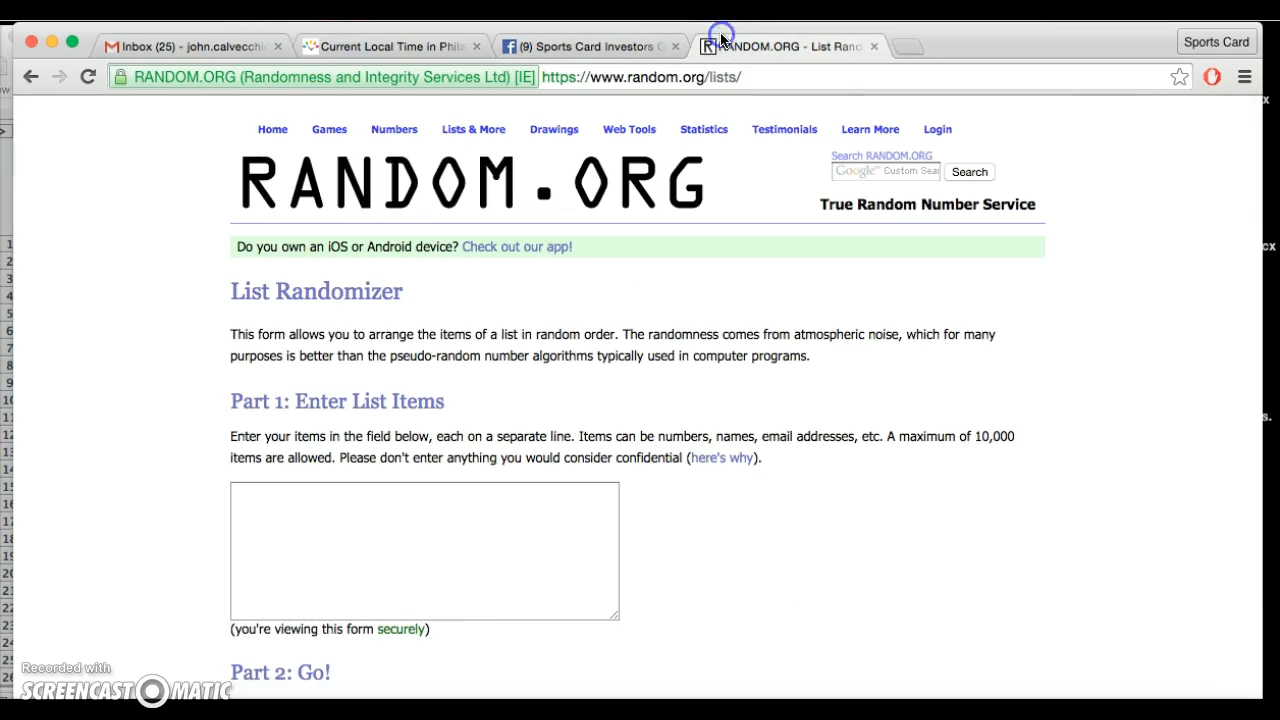 Inbox (25) - john.calvecchi
Current Local Time in Phila
(9) Sports Card Investors C
RANDOM.ORG - List Rand
Sports Card
RANDOM.ORG (Randomness and Integrity Services Ltd) [IE] https://www.random.org/lists/
Home Games Numbers Lists & More Drawings Web Tools Statistics Testimonials Learn More Login
RANDOM.ORG
Search RANDOM.ORG
Google™ Custom Sear Search
True Random Number Service
Do you own an iOS or Android device? Check out our app!
List Randomizer
This form allows you to arrange the items of a list in random order. The randomness comes from atmospheric noise, which for many
purposes is better than the pseudo-random number algorithms typically used in computer programs.
Part 1: Enter List Items
Enter your items in the field below, each on a separate line. Items can be numbers, names, email addresses, etc. A maximum of 10,000
items are allowed. Please don't enter anything you would consider confidential (here's why).
(you're viewing this form securely)
Part 2: Go!
Recorded with
SCREENCAST-O-MATIC